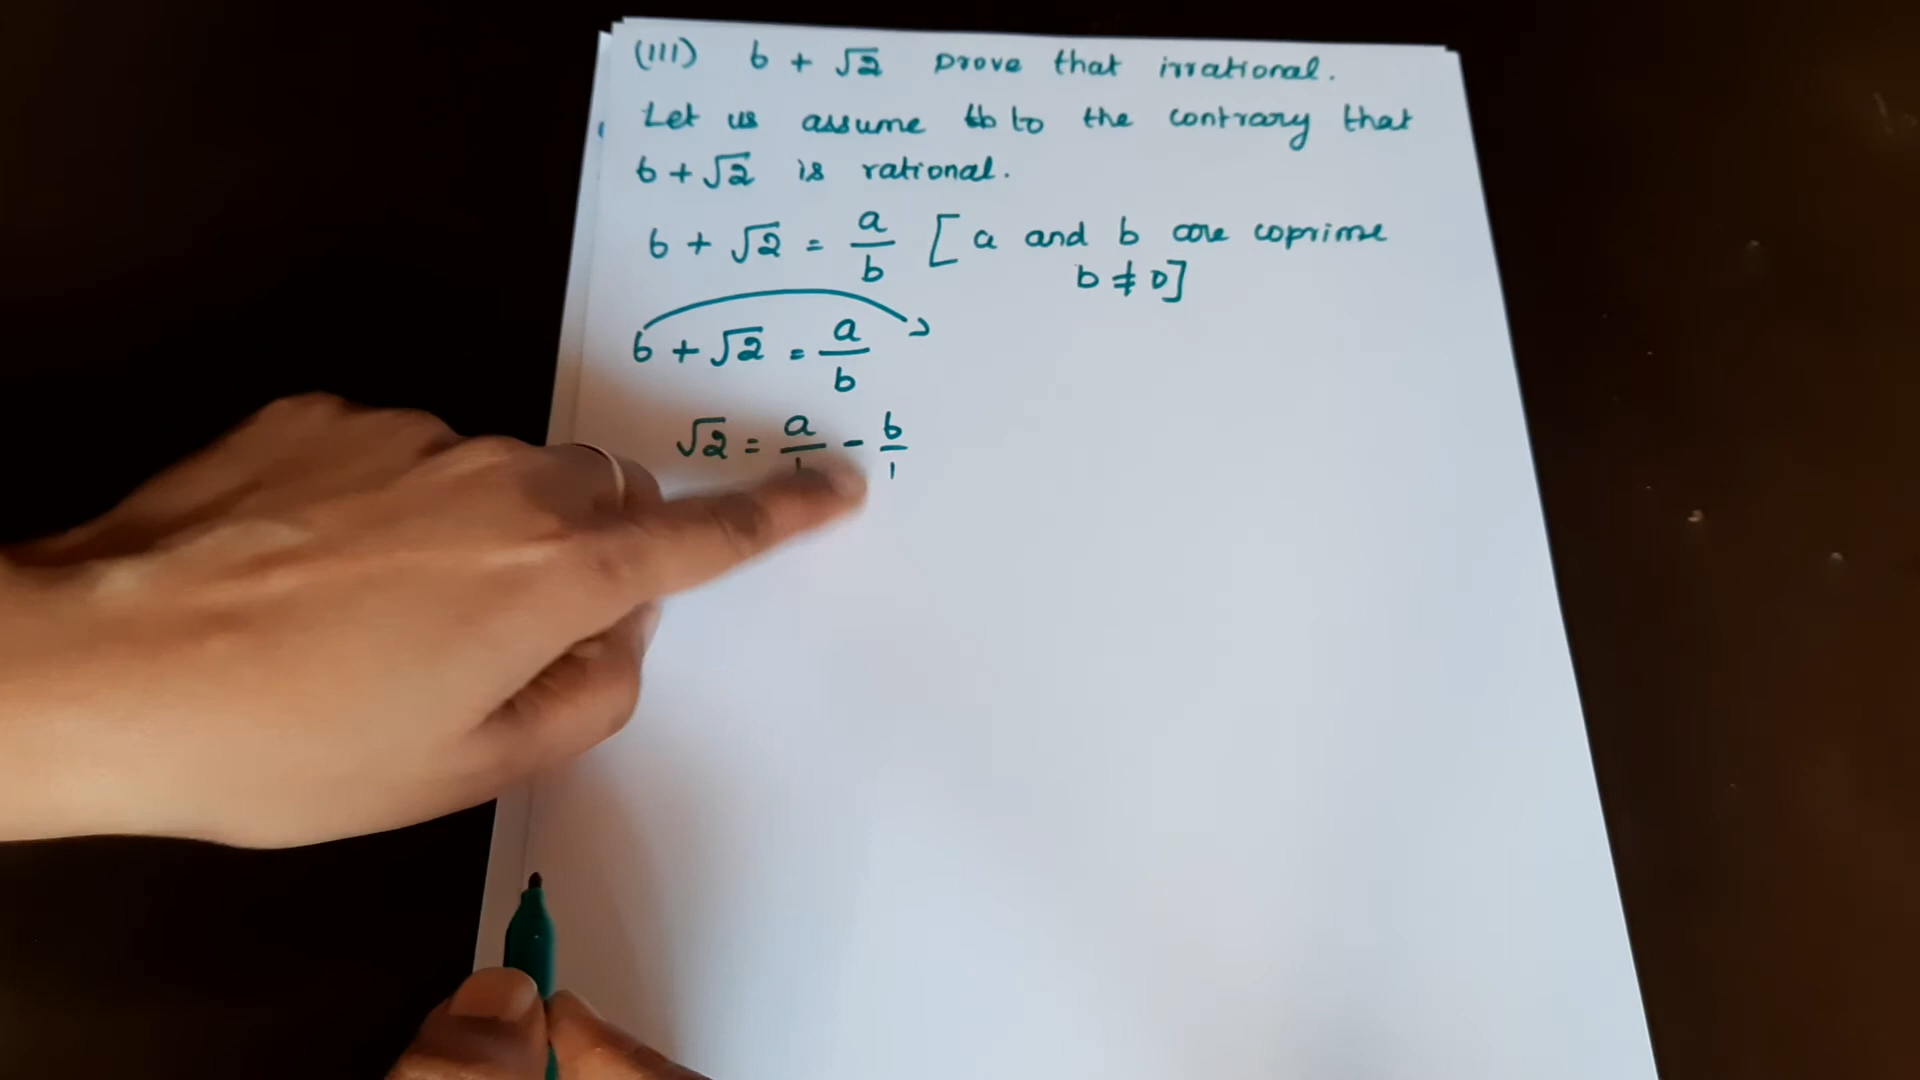 (III) 6 + √2 prove that irrational.
Let us assume to the contrary that
6 + √2 is rational.
6 + √2 = a/b [a and b are coprime
b ≠ 0]
6 + √2 = a/b
√2 = a/b - 6/1